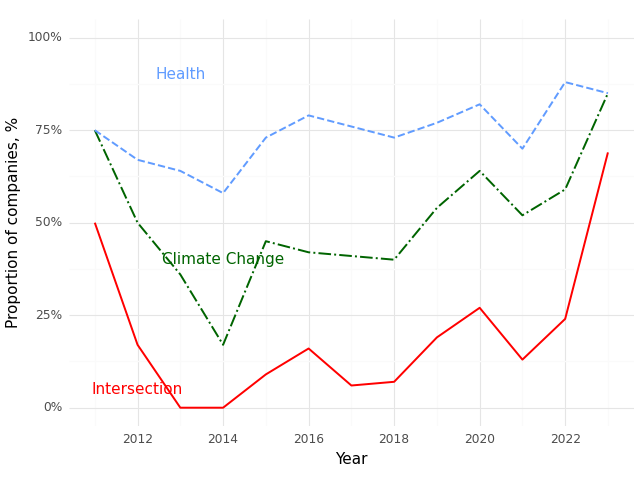 100%
Health
75%
50%
Climate Change
25%
Intersection
0%
2012 2014 2016 2018 2020 2022
Year
Proportion of companies, %